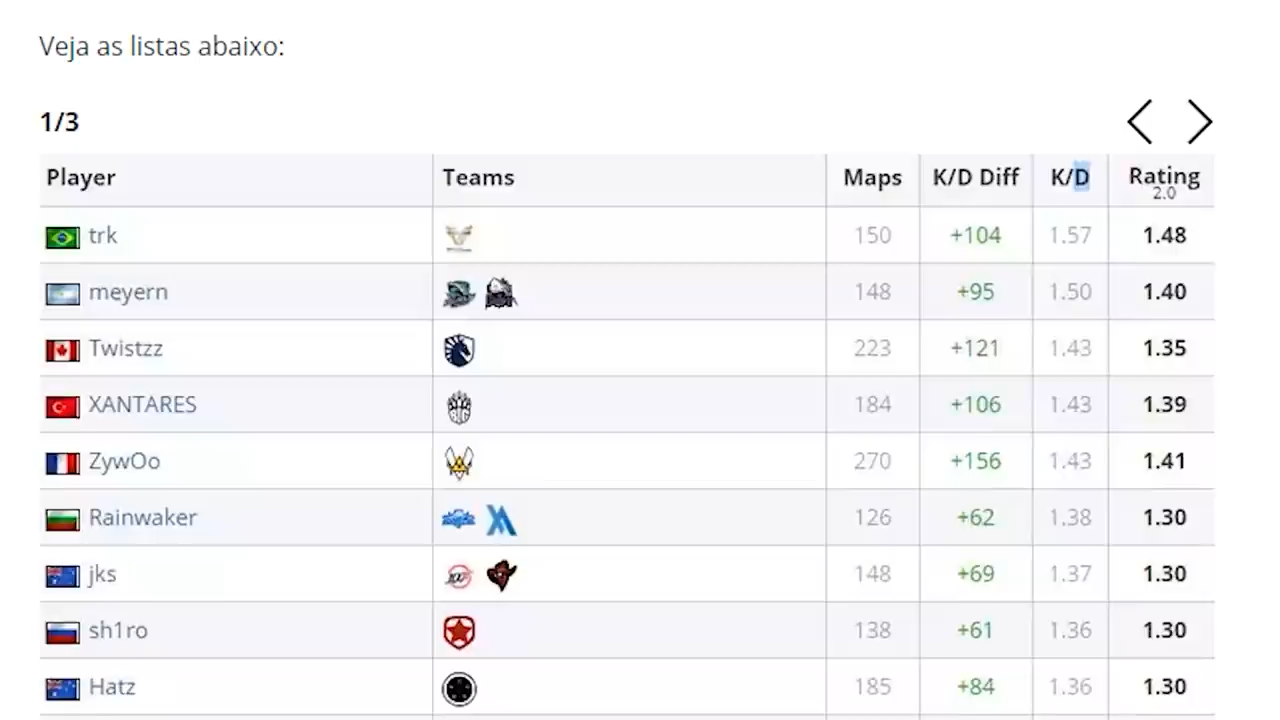 Veja as listas abaixo:
1/3
Player Teams Maps K/D Diff K/D Rating 2.0
trk 150 +104 1.57 1.48
meyern 148 +95 1.50 1.40
Twistzz 223 +121 1.43 1.35
XANTARES 184 +106 1.43 1.39
ZywOo 270 +156 1.43 1.41
Rainwaker 126 +62 1.38 1.30
jks 148 +69 1.37 1.30
sh1ro 138 +61 1.36 1.30
Hatz 185 +84 1.36 1.30